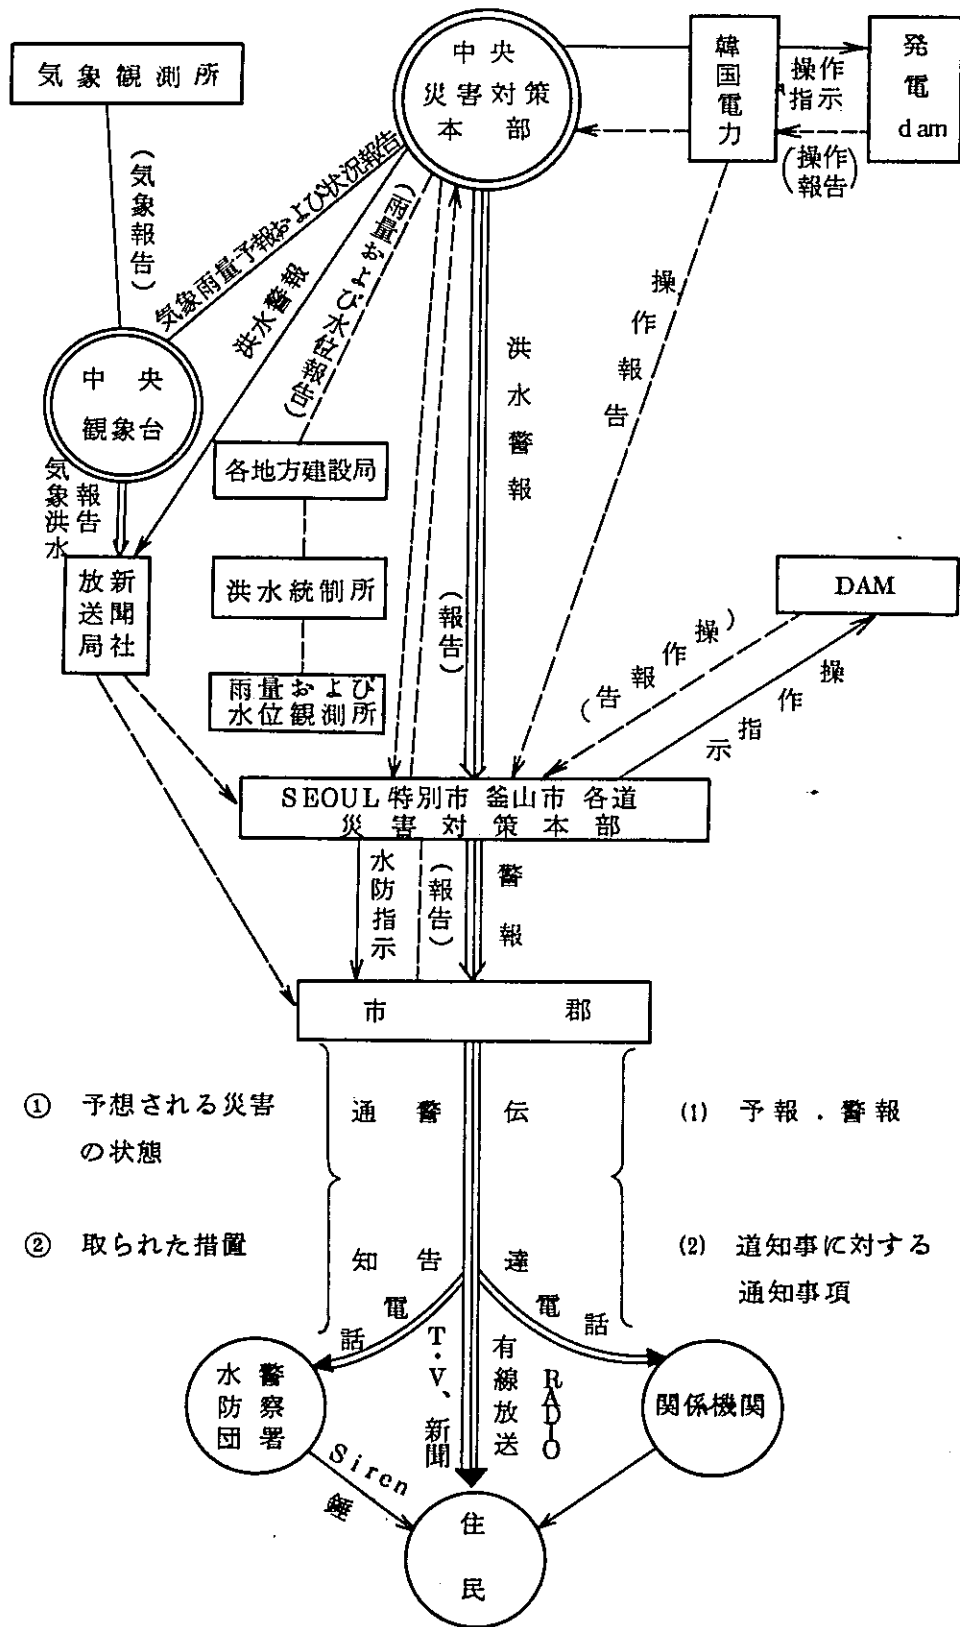 気象観測所
中央
災害対策
本部
韓国電力
操作
指示
(操作
報告)
発電
dam
(気象報告)
気象雨量予報および状況報告
洪水警報
(雨量および水位報告)
洪水警報
操作報告
中央
観象台
気象洪水
報告
各地方建設局
洪水統制所
雨量および
水位観測所
新聞社
放送局
(報告)
DAM
(操作報告)
操作指示
SEOUL特別市 釜山市 各道
災害対策本部
水防指示
(報告)
警報
市 郡
① 予想される災害
の状態
② 取られた措置
通知
警告
伝達
(1) 予報.警報
(2) 道知事に対する
通知事項
電話
T・V、新聞
有線放送
RADIO
電話
警察署
水防団
関係機関
Siren
錘
住民